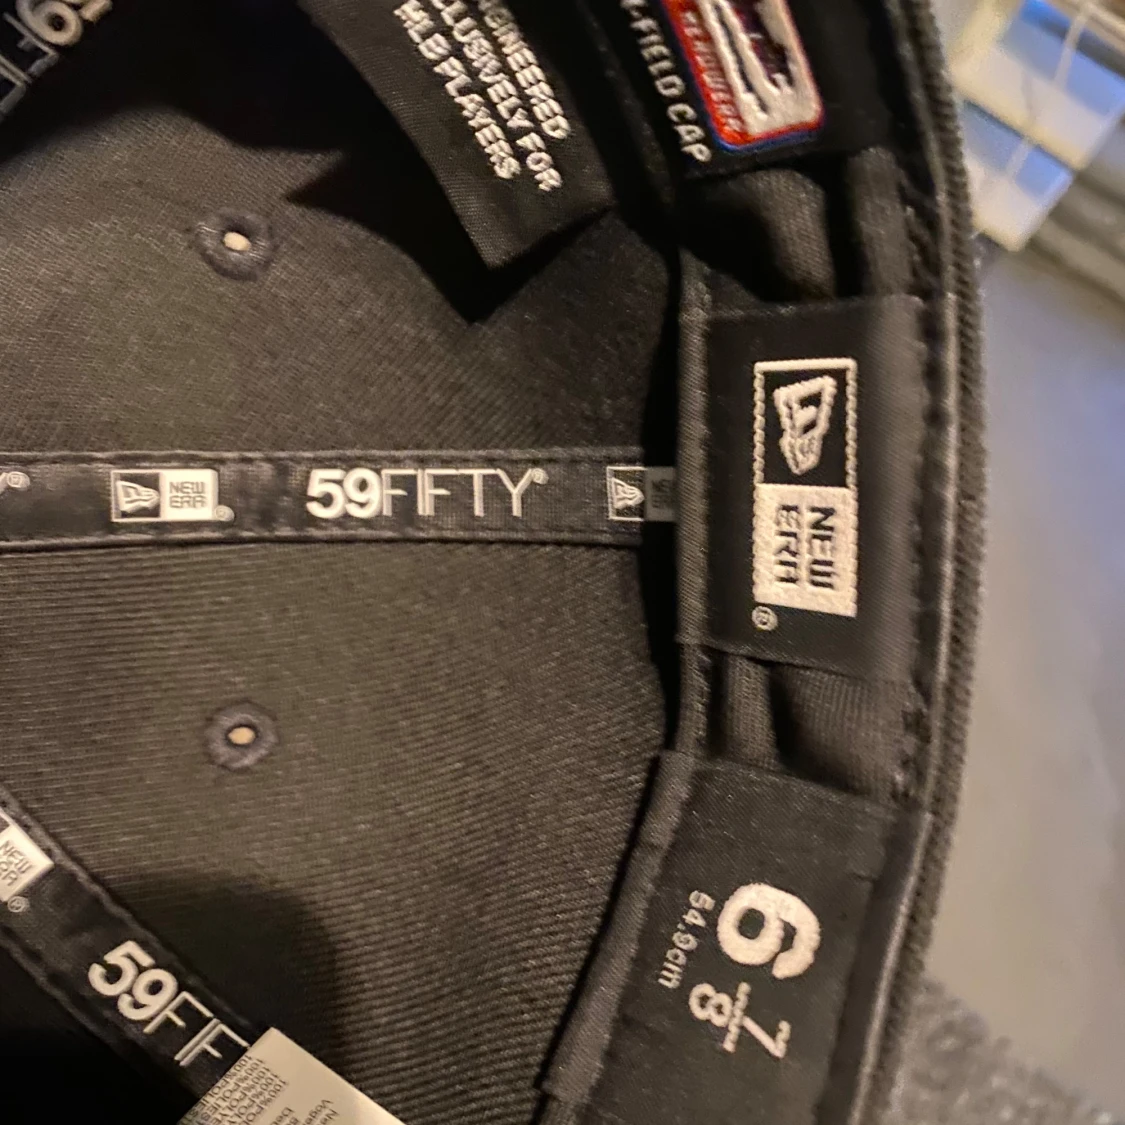 ENGINEERED
EXCLUSIVELY FOR
MLB PLAYERS
-FIELD CAP
NEW
ERA
®
59FIFTY®
NEW
ERA
®
6 7/8
54.9cm
NEW
59FIF